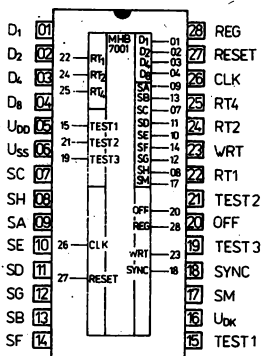 D₁ 01
D₂ 02
D₄ 03
D₈ 04
U_DD 05
U_SS 06
SC 07
SH 08
SA 09
SE 10
SD 11
SG 12
SB 13
SF 14
28 REG
27 RESET
26 CLK
25 RT4
24 RT2
23 WRT
22 RT1
21 TEST2
20 OFF
19 TEST3
18 SYNC
17 SM
16 U_DK
15 TEST1
MHB
7001
22 RT₁
24 RT₂
25 RT₄
15 TEST1
21 TEST2
19 TEST3
26 CLK
27 RESET
D₁ 01
D₂ 02
D₄ 03
D₈ 04
SA 09
SB 13
SC 07
SD 11
SE 10
SF 14
SG 12
SH 08
SM 17
OFF 20
REG 28
WRT 23
SYNC 18